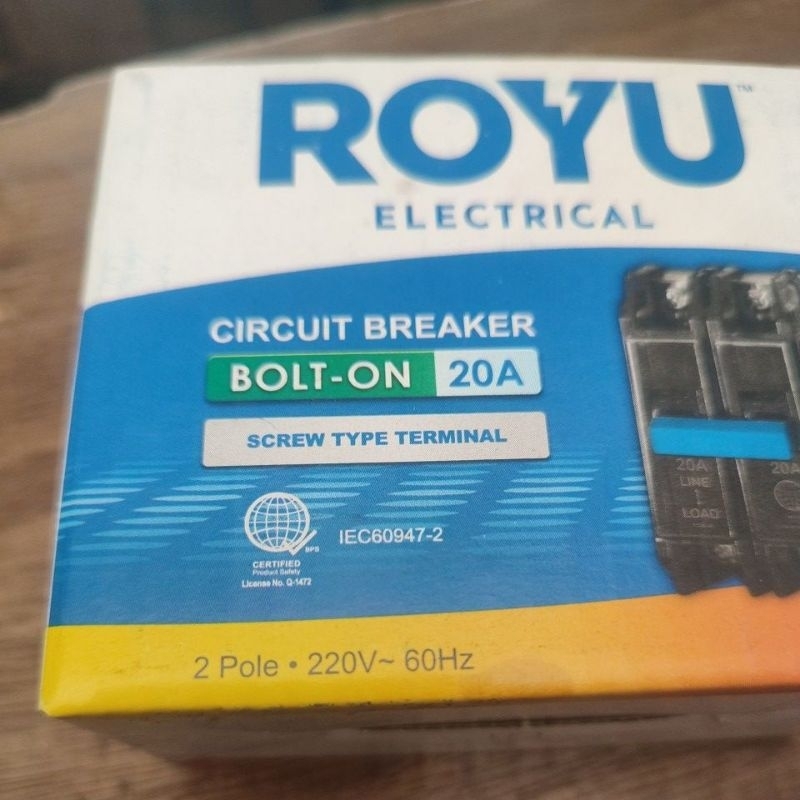 ROYU™
ELECTRICAL
CIRCUIT BREAKER
BOLT-ON 20A
SCREW TYPE TERMINAL
20A 20A
LINE
LOAD
BPS
IEC60947-2
CERTIFIED
Product Safety
License No. Q-1472
2 Pole • 220V~ 60Hz